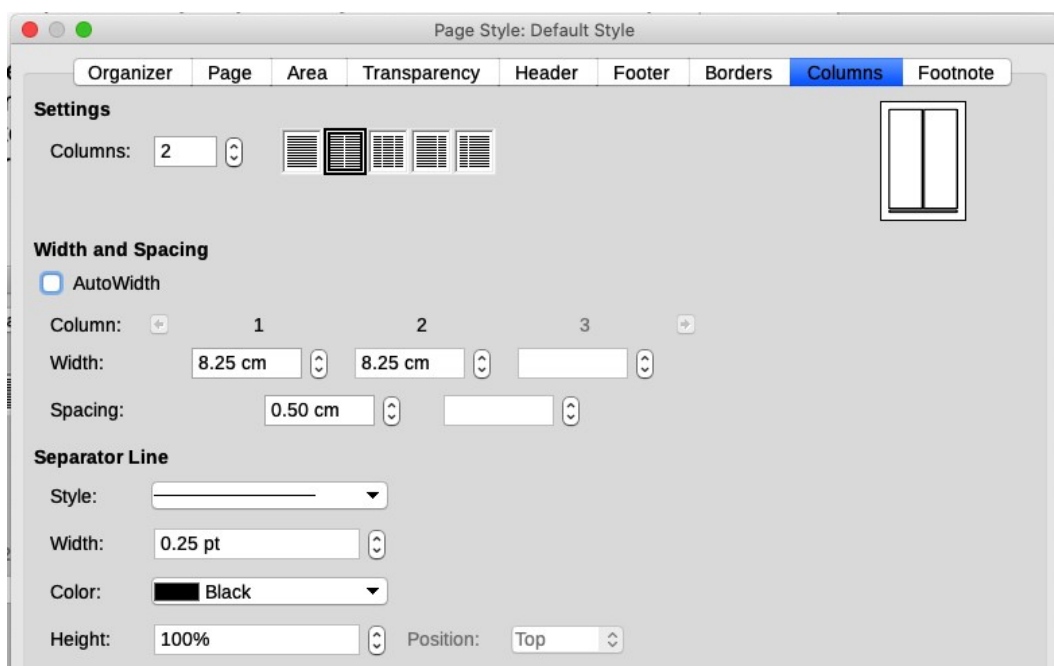 Page Style: Default Style
Organizer Page Area Transparency Header Footer Borders Columns Footnote
Settings
Columns: 2
Width and Spacing
AutoWidth
Column: 1 2 3
Width: 8.25 cm 8.25 cm
Spacing: 0.50 cm
Separator Line
Style:
Width: 0.25 pt
Color: Black
Height: 100% Position: Top